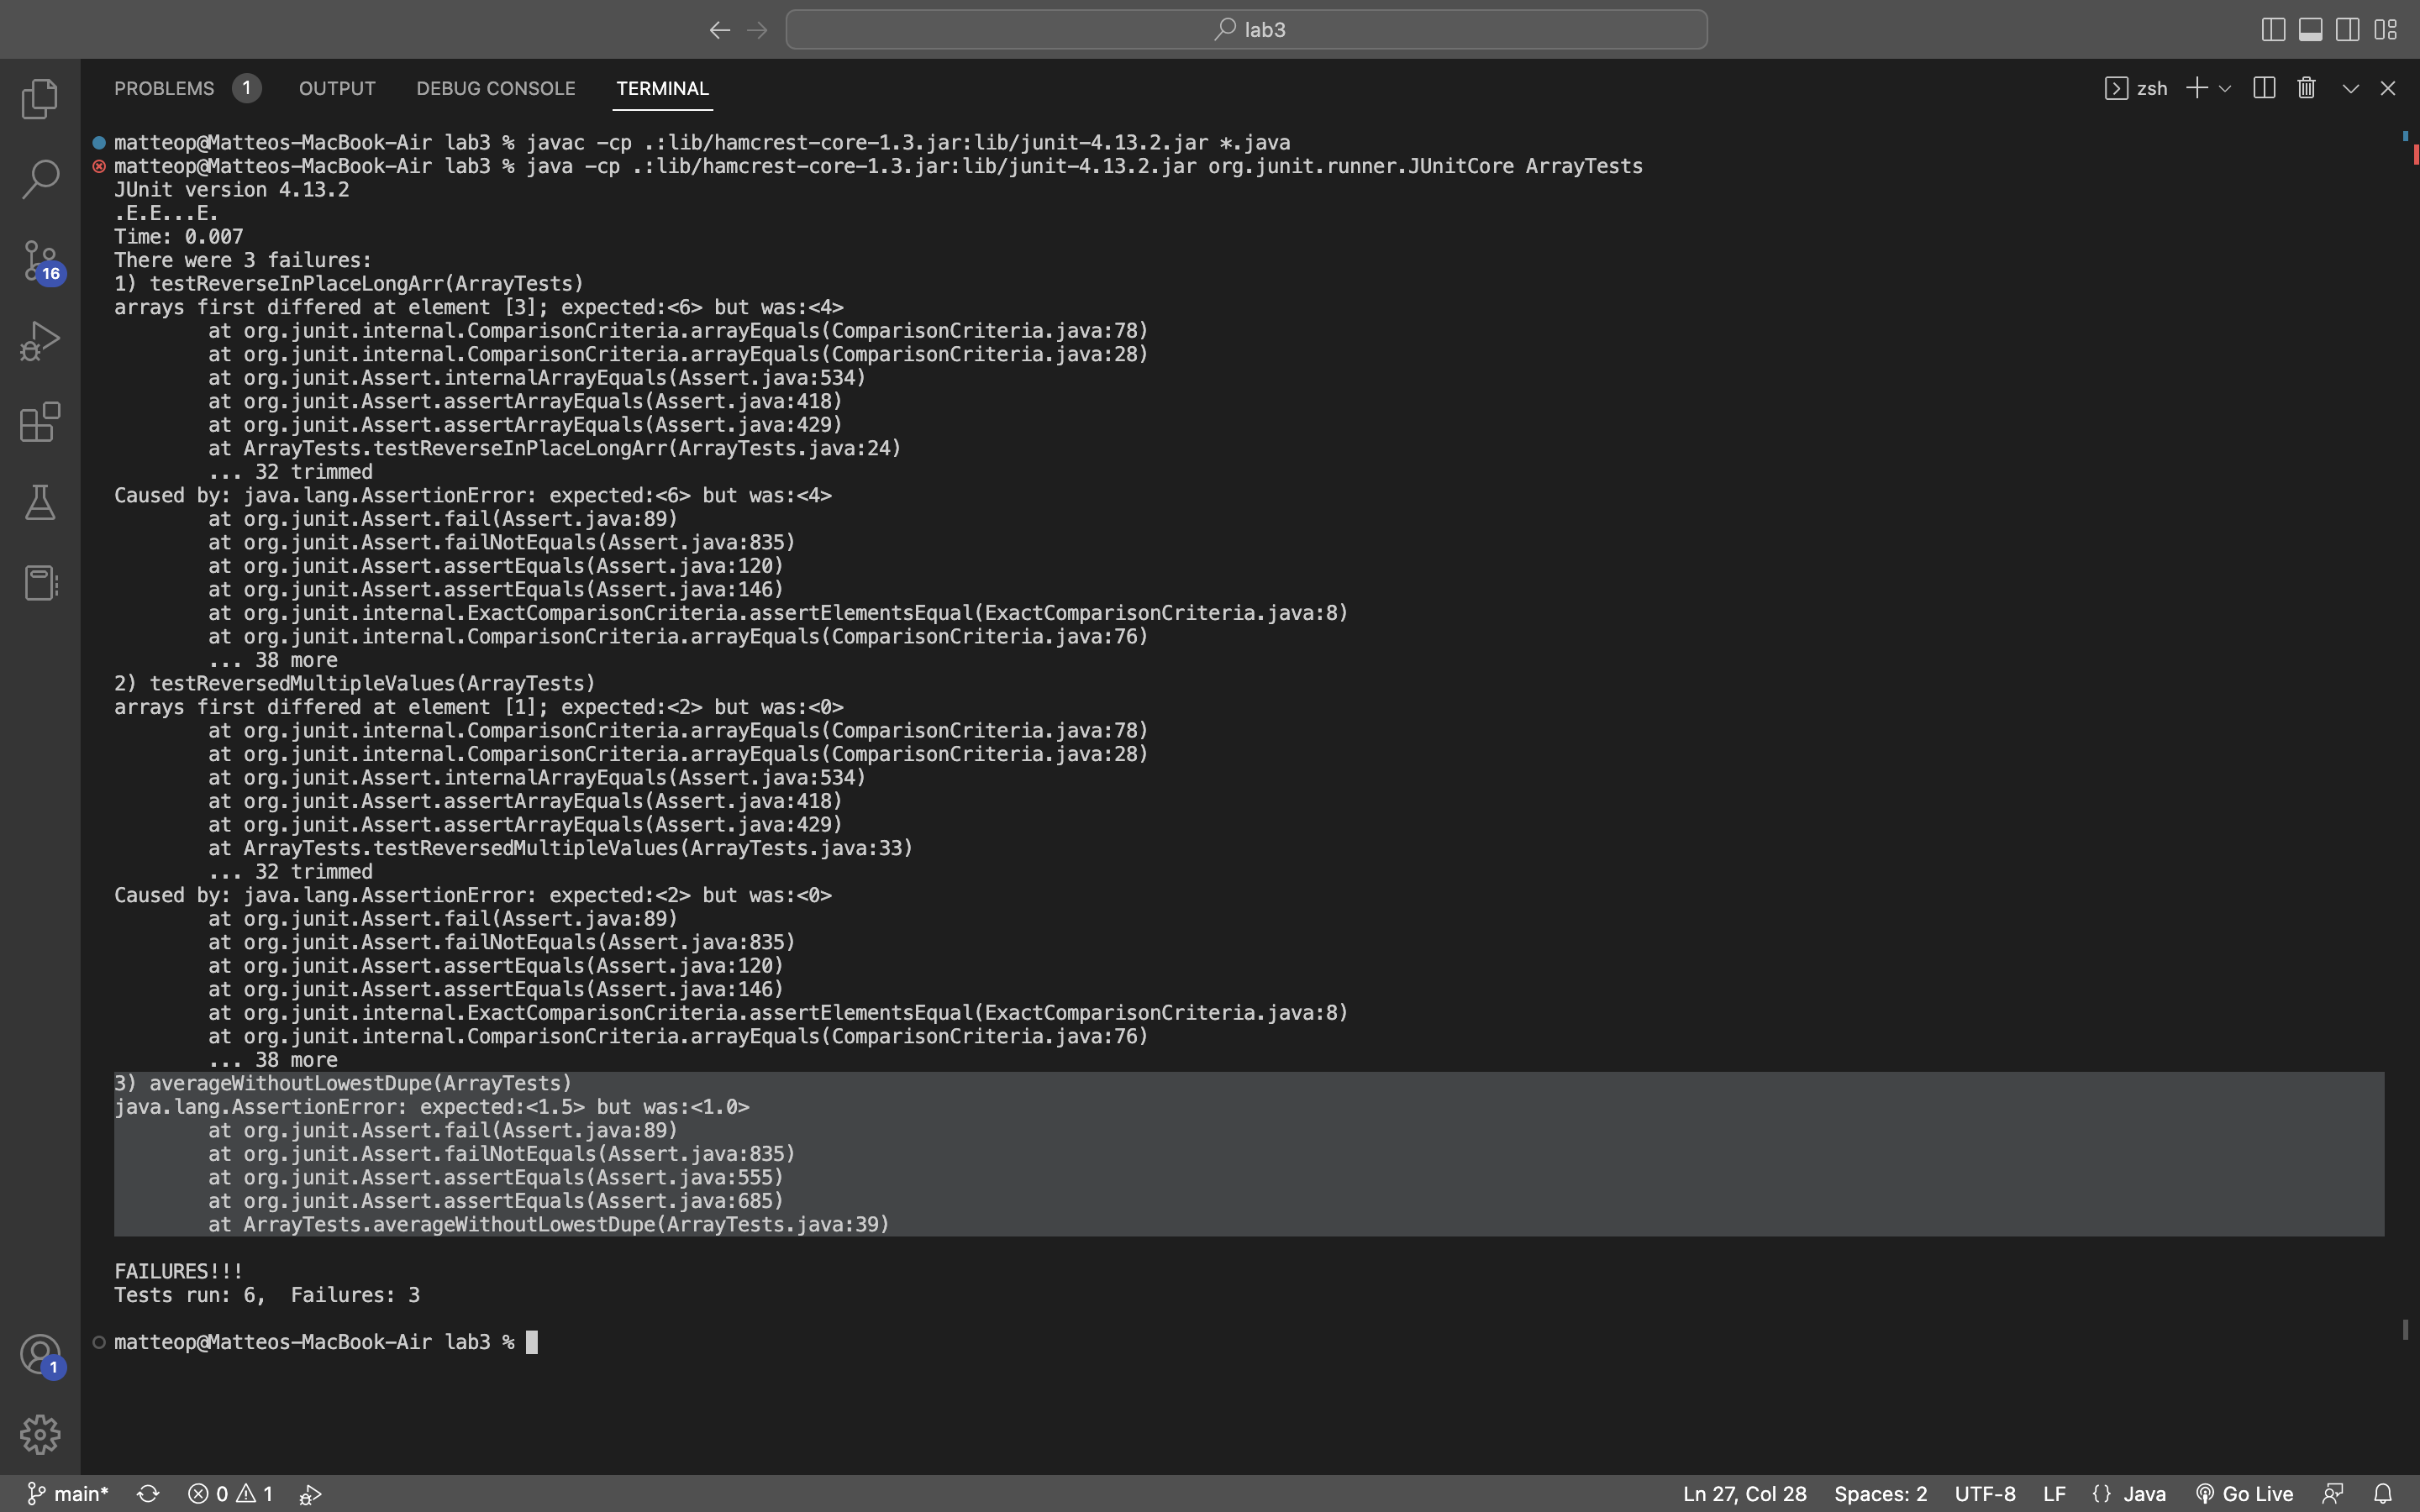 lab3
PROBLEMS 1 OUTPUT DEBUG CONSOLE TERMINAL zsh
matteop@Matteos-MacBook-Air lab3 % javac -cp .:lib/hamcrest-core-1.3.jar:lib/junit-4.13.2.jar *.java
matteop@Matteos-MacBook-Air lab3 % java -cp .:lib/hamcrest-core-1.3.jar:lib/junit-4.13.2.jar org.junit.runner.JUnitCore ArrayTests
JUnit version 4.13.2
.E.E...E.
Time: 0.007
There were 3 failures:
1) testReverseInPlaceLongArr(ArrayTests)
arrays first differed at element [3]; expected:<6> but was:<4>
at org.junit.internal.ComparisonCriteria.arrayEquals(ComparisonCriteria.java:78)
at org.junit.internal.ComparisonCriteria.arrayEquals(ComparisonCriteria.java:28)
at org.junit.Assert.internalArrayEquals(Assert.java:534)
at org.junit.Assert.assertArrayEquals(Assert.java:418)
at org.junit.Assert.assertArrayEquals(Assert.java:429)
at ArrayTests.testReverseInPlaceLongArr(ArrayTests.java:24)
... 32 trimmed
Caused by: java.lang.AssertionError: expected:<6> but was:<4>
at org.junit.Assert.fail(Assert.java:89)
at org.junit.Assert.failNotEquals(Assert.java:835)
at org.junit.Assert.assertEquals(Assert.java:120)
at org.junit.Assert.assertEquals(Assert.java:146)
at org.junit.internal.ExactComparisonCriteria.assertElementsEqual(ExactComparisonCriteria.java:8)
at org.junit.internal.ComparisonCriteria.arrayEquals(ComparisonCriteria.java:76)
... 38 more
2) testReversedMultipleValues(ArrayTests)
arrays first differed at element [1]; expected:<2> but was:<0>
at org.junit.internal.ComparisonCriteria.arrayEquals(ComparisonCriteria.java:78)
at org.junit.internal.ComparisonCriteria.arrayEquals(ComparisonCriteria.java:28)
at org.junit.Assert.internalArrayEquals(Assert.java:534)
at org.junit.Assert.assertArrayEquals(Assert.java:418)
at org.junit.Assert.assertArrayEquals(Assert.java:429)
at ArrayTests.testReversedMultipleValues(ArrayTests.java:33)
... 32 trimmed
Caused by: java.lang.AssertionError: expected:<2> but was:<0>
at org.junit.Assert.fail(Assert.java:89)
at org.junit.Assert.failNotEquals(Assert.java:835)
at org.junit.Assert.assertEquals(Assert.java:120)
at org.junit.Assert.assertEquals(Assert.java:146)
at org.junit.internal.ExactComparisonCriteria.assertElementsEqual(ExactComparisonCriteria.java:8)
at org.junit.internal.ComparisonCriteria.arrayEquals(ComparisonCriteria.java:76)
... 38 more
3) averageWithoutLowestDupe(ArrayTests)
java.lang.AssertionError: expected:<1.5> but was:<1.0>
at org.junit.Assert.fail(Assert.java:89)
at org.junit.Assert.failNotEquals(Assert.java:835)
at org.junit.Assert.assertEquals(Assert.java:555)
at org.junit.Assert.assertEquals(Assert.java:685)
at ArrayTests.averageWithoutLowestDupe(ArrayTests.java:39)
FAILURES!!!
Tests run: 6,  Failures: 3
matteop@Matteos-MacBook-Air lab3 %
16
1
main* 0 1 Ln 27, Col 28 Spaces: 2 UTF-8 LF {} Java Go Live